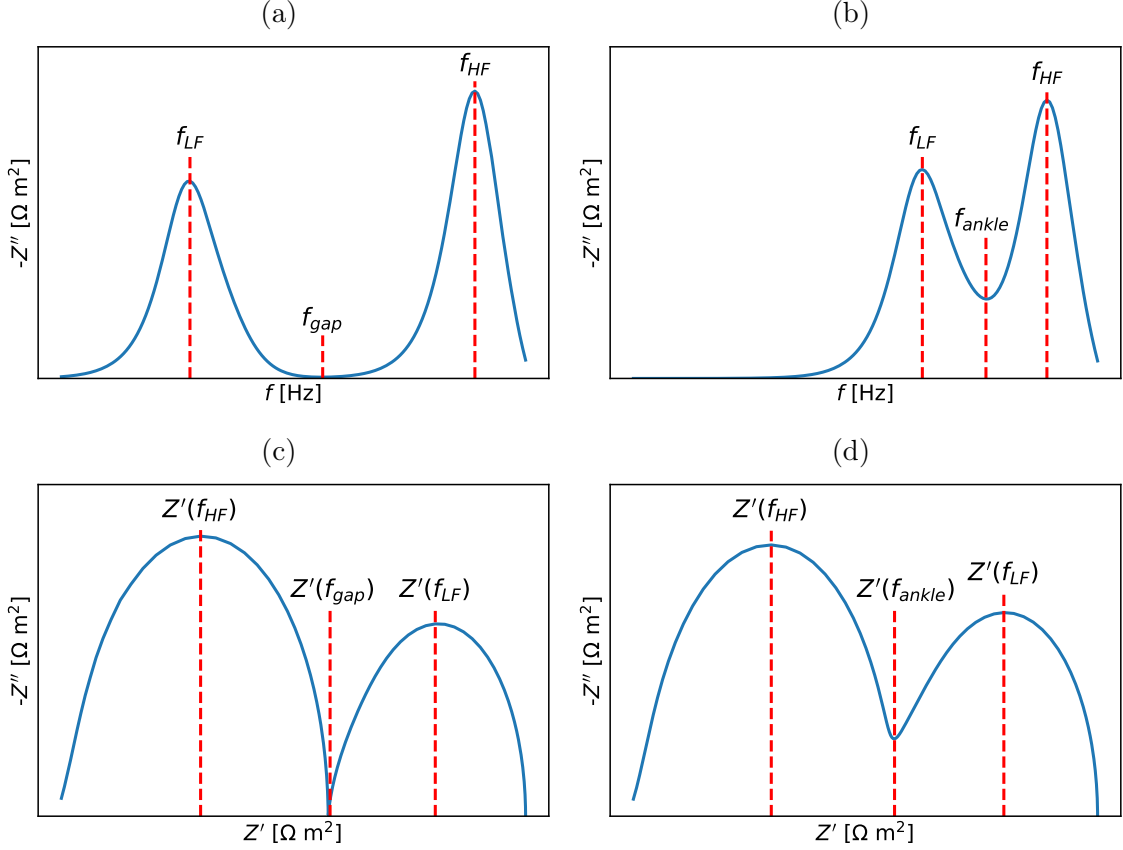 (a)
f_HF
f_LF
f_gap
-Z′′ [Ω m²]
f [Hz]
(b)
f_HF
f_LF
f_ankle
-Z′′ [Ω m²]
f [Hz]
(c)
Z′(f_HF)
Z′(f_gap)
Z′(f_LF)
-Z′′ [Ω m²]
Z′ [Ω m²]
(d)
Z′(f_HF)
Z′(f_ankle)
Z′(f_LF)
-Z′′ [Ω m²]
Z′ [Ω m²]